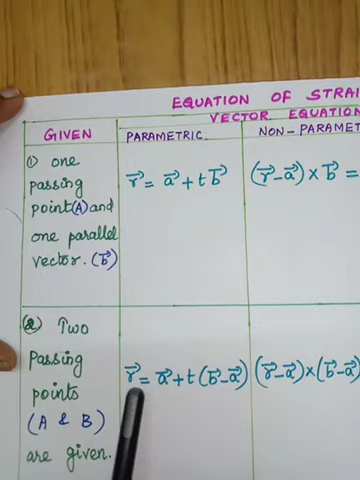 EQUATION OF STRAI
VECTOR EQUATION
GIVEN
PARAMETRIC
NON-PARAMET
(1) one
passing
point (A) and
one parallel
vector. (b⃗)
r⃗ = a⃗ + t b⃗
(r⃗ - a⃗) × b⃗ =
(2) Two
passing
points
(A & B)
are given.
r⃗ = a⃗ + t (b⃗ - a⃗)
(r⃗ - a⃗) × (b⃗ - a⃗)